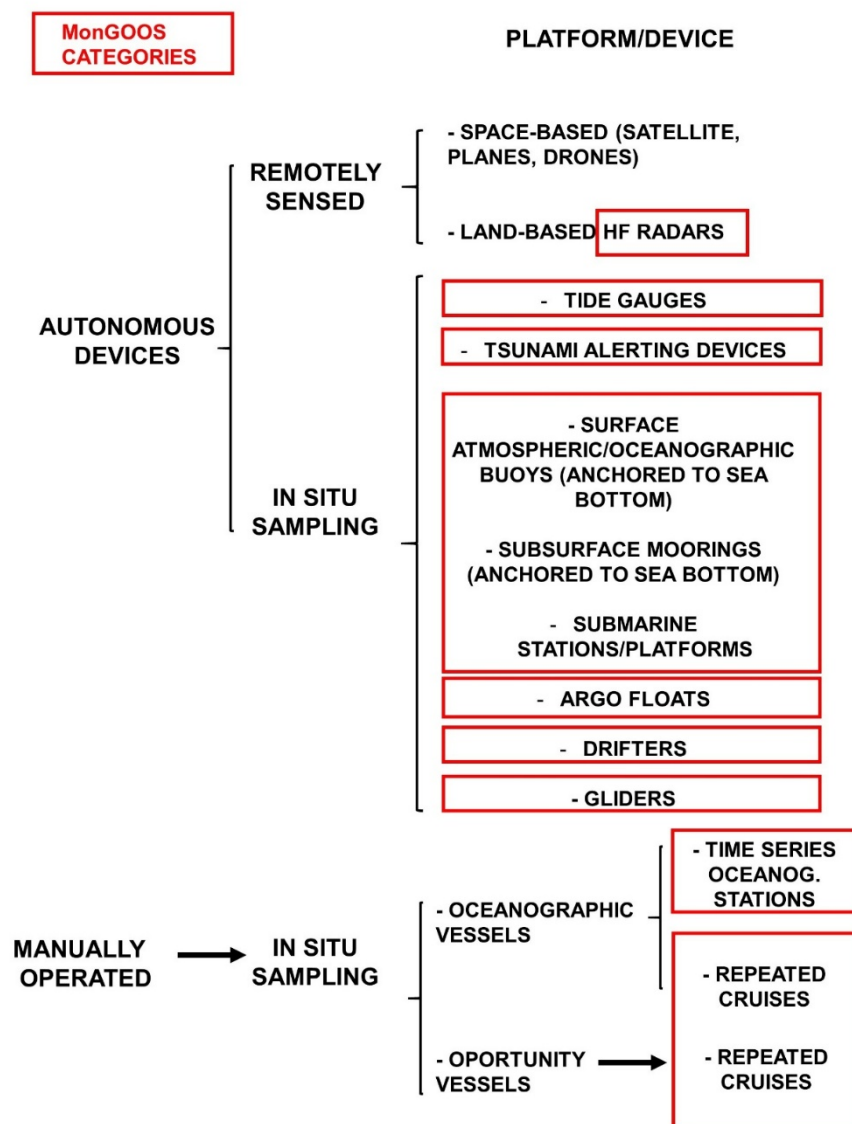 MonGOOS
CATEGORIES
PLATFORM/DEVICE
AUTONOMOUS
DEVICES
REMOTELY
SENSED
- SPACE-BASED (SATELLITE,
PLANES, DRONES)
- LAND-BASED HF RADARS
IN SITU
SAMPLING
- TIDE GAUGES
- TSUNAMI ALERTING DEVICES
- SURFACE
ATMOSPHERIC/OCEANOGRAPHIC
BUOYS (ANCHORED TO SEA
BOTTOM)
- SUBSURFACE MOORINGS
(ANCHORED TO SEA BOTTOM)
- SUBMARINE
STATIONS/PLATFORMS
- ARGO FLOATS
- DRIFTERS
- GLIDERS
MANUALLY
OPERATED
IN SITU
SAMPLING
- OCEANOGRAPHIC
VESSELS
- TIME SERIES
OCEANOG.
STATIONS
- REPEATED
CRUISES
- OPORTUNITY
VESSELS
- REPEATED
CRUISES